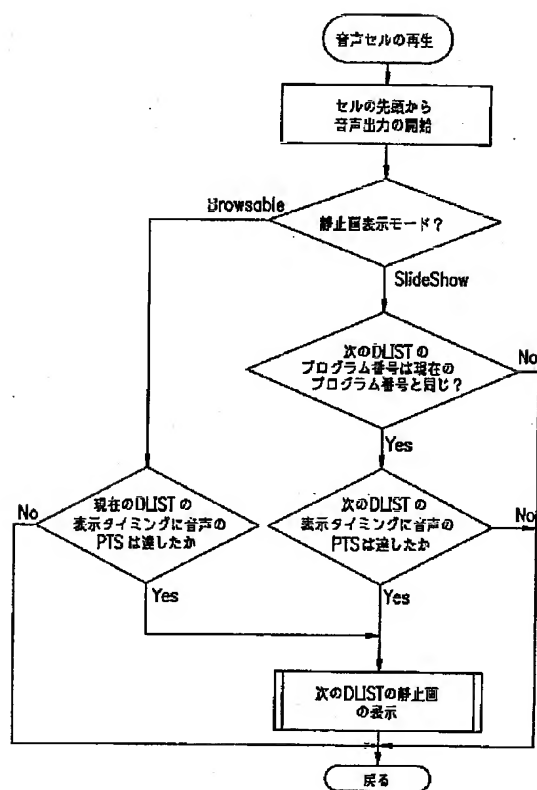 音声セルの再生
セルの先頭から
音声出力の開始
Browsable
静止画表示モード？
SlideShow
次のDLISTの
プログラム番号は現在の
プログラム番号と同じ？
No
Yes
No
現在のDLISTの
表示タイミングに音声の
PTSは達したか
次のDLISTの
表示タイミングに音声の
PTSは達したか
No
Yes
Yes
次のDLISTの静止画
の表示
戻る